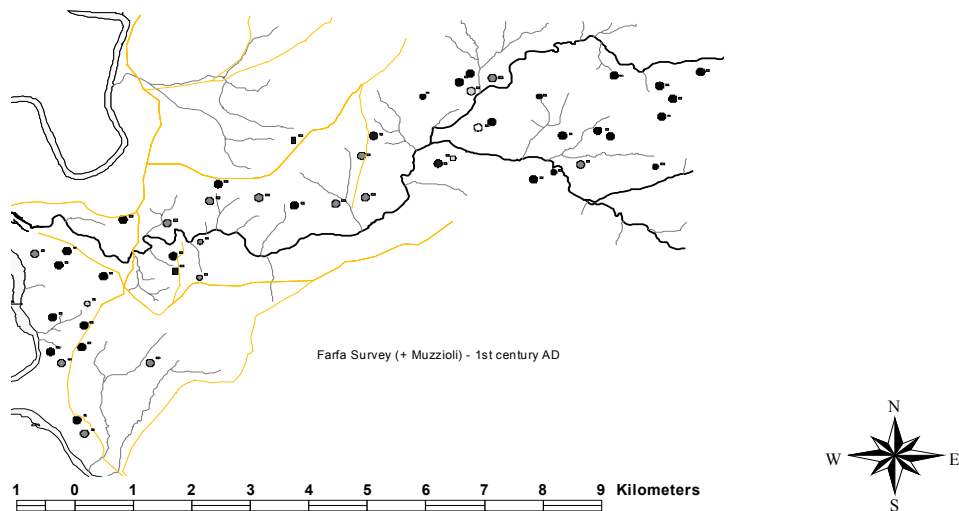 Farfa Survey (+ Muzzioli) - 1st century AD
N
W E
S
1 0 1 2 3 4 5 6 7 8 9 Kilometers